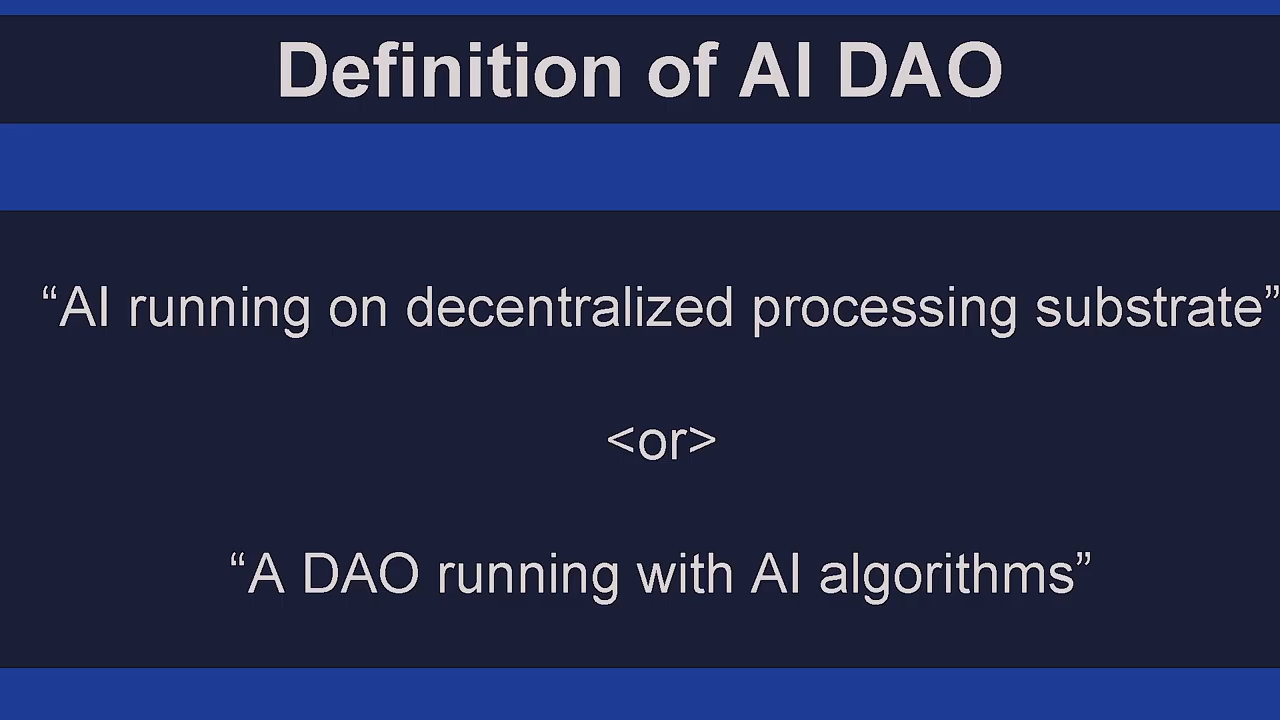 Definition of AI DAO
“AI running on decentralized processing substrate”
<or>
“A DAO running with AI algorithms”